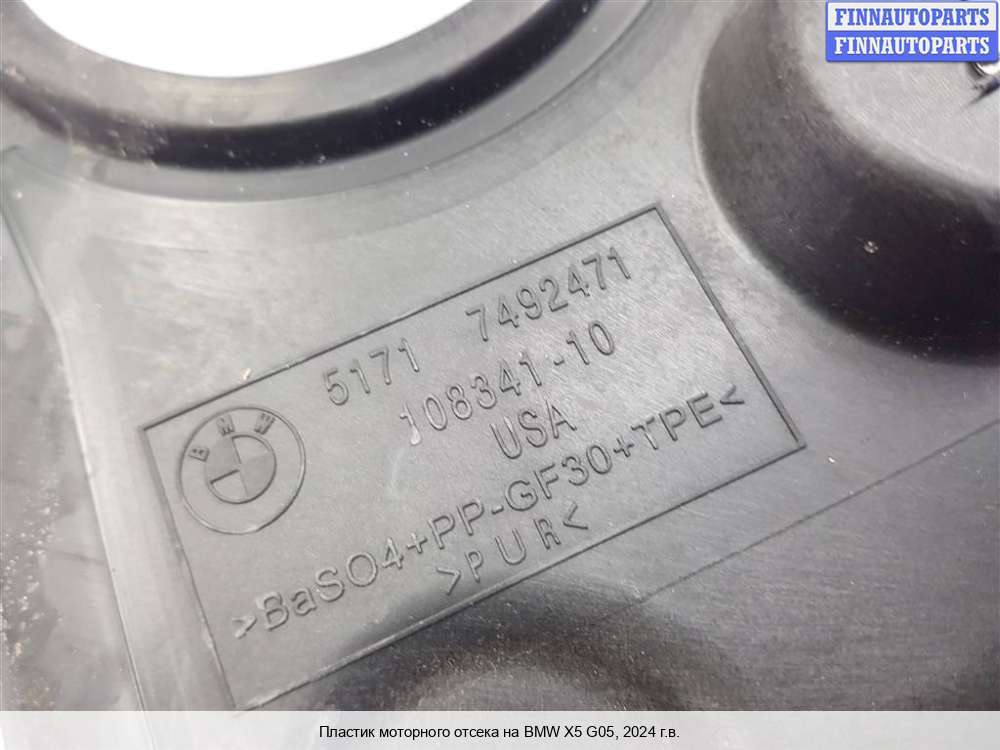 FINNAUTOPARTS
FINNAUTOPARTS
5171 7492471
108341-10
USA
BMW
>BaSO4+PP-GF30+TPE<
>PUR<
Пластик моторного отсека на BMW X5 G05, 2024 г.в.